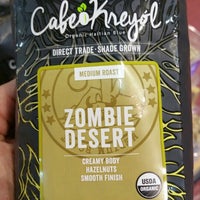 Cafe Kreyol
Organic Haitian Blue
DIRECT TRADE · SHADE GROWN
MEDIUM ROAST
ZOMBIE
DESERT
CREAMY BODY
HAZELNUTS
SMOOTH FINISH
USDA
ORGANIC